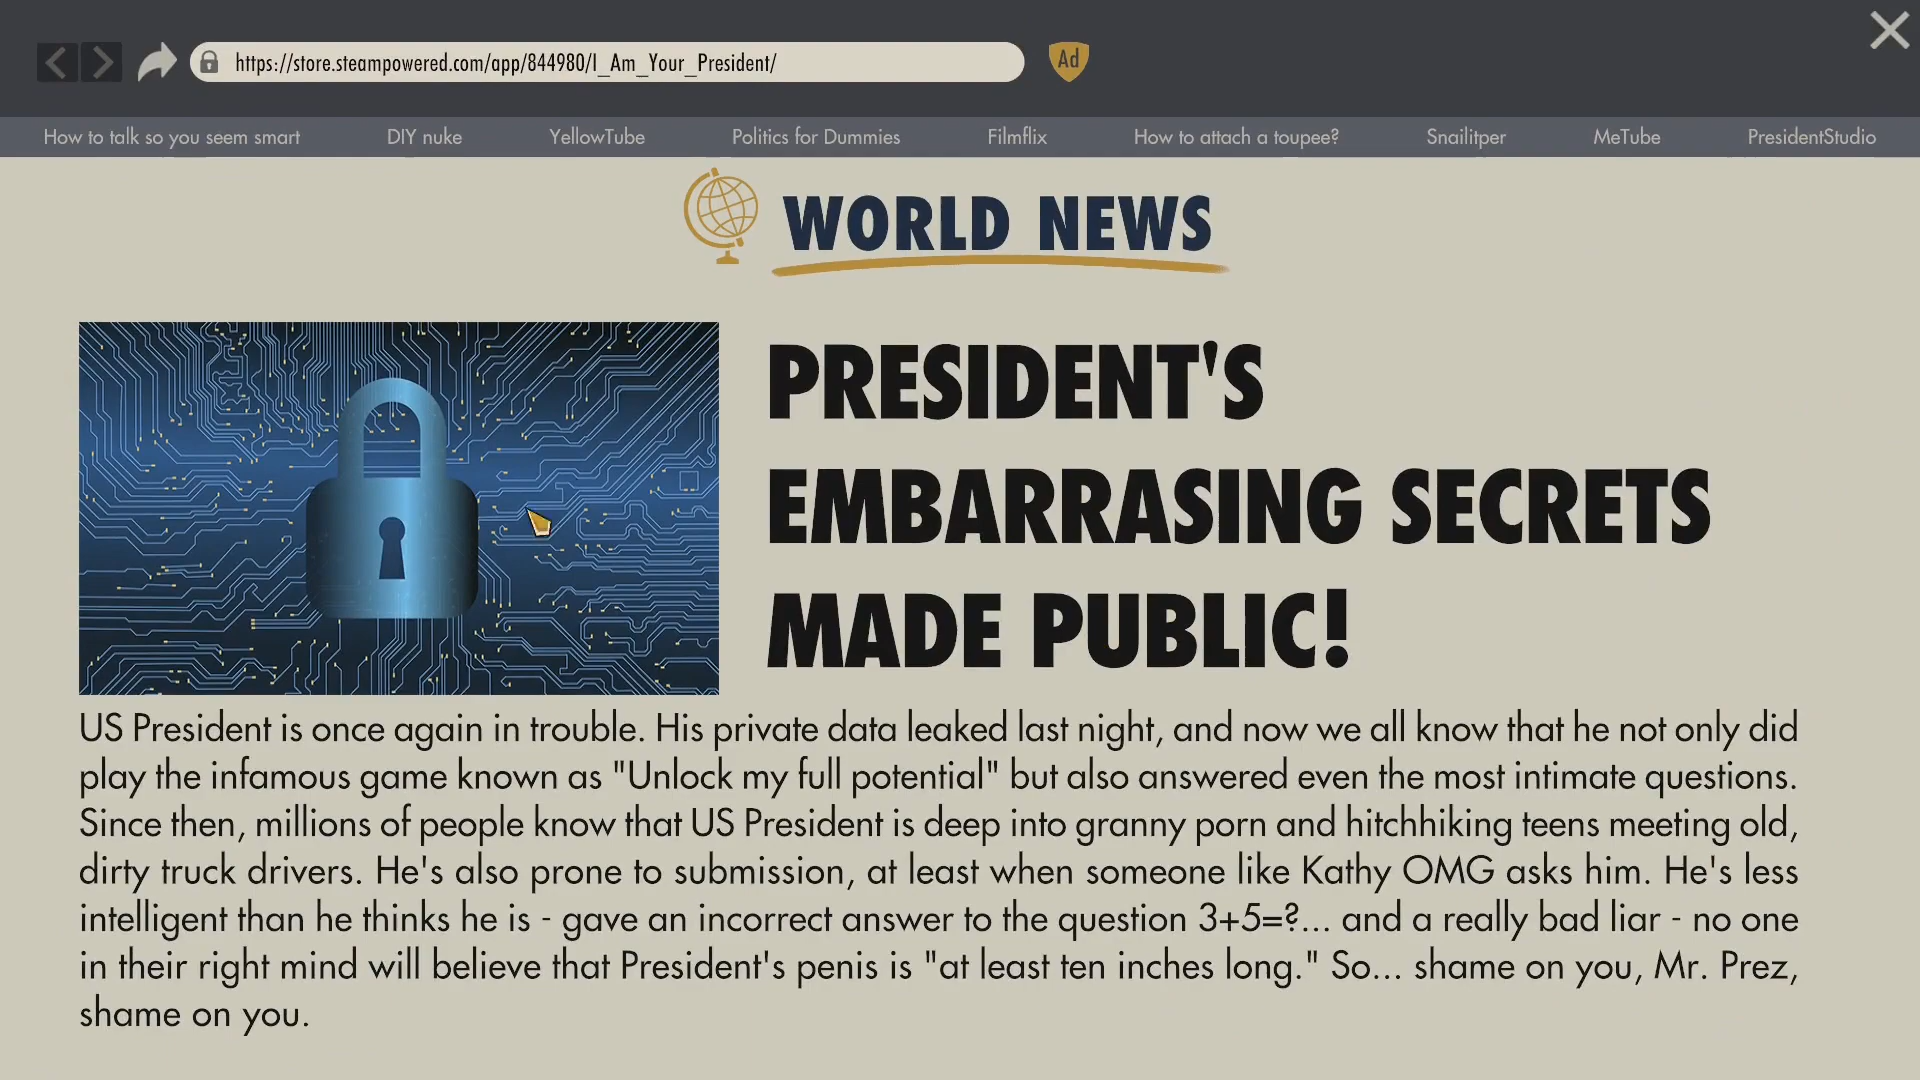 https://store.steampowered.com/app/844980/I_Am_Your_President/
Ad
How to talk so you seem smart DIY nuke YellowTube Politics for Dummies Filmflix How to attach a toupee? Snailitper MeTube PresidentStudio
WORLD NEWS
PRESIDENT'S
EMBARRASING SECRETS
MADE PUBLIC!
US President is once again in trouble. His private data leaked last night, and now we all know that he not only did
play the infamous game known as "Unlock my full potential" but also answered even the most intimate questions.
Since then, millions of people know that US President is deep into granny porn and hitchhiking teens meeting old,
dirty truck drivers. He's also prone to submission, at least when someone like Kathy OMG asks him. He's less
intelligent than he thinks he is - gave an incorrect answer to the question 3+5=?... and a really bad liar - no one
in their right mind will believe that President's penis is "at least ten inches long." So... shame on you, Mr. Prez,
shame on you.